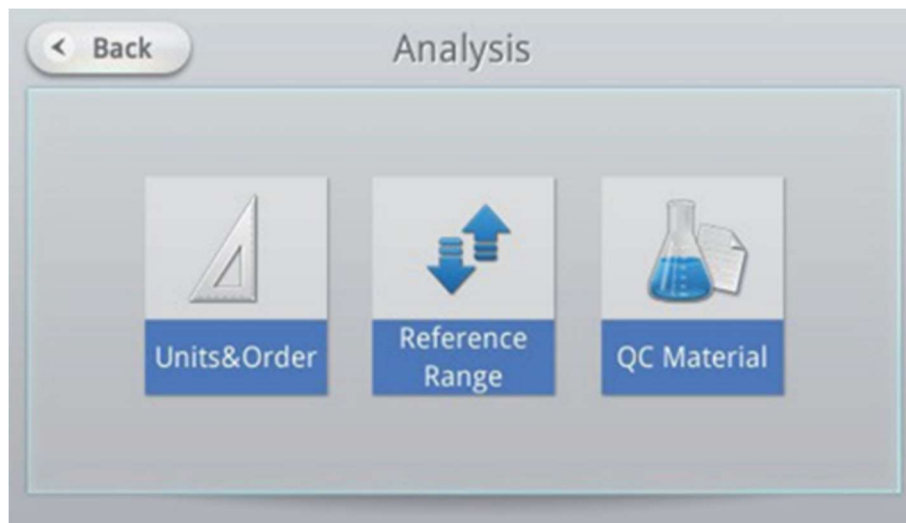 Back
Analysis
Units&Order
Reference
Range
QC Material